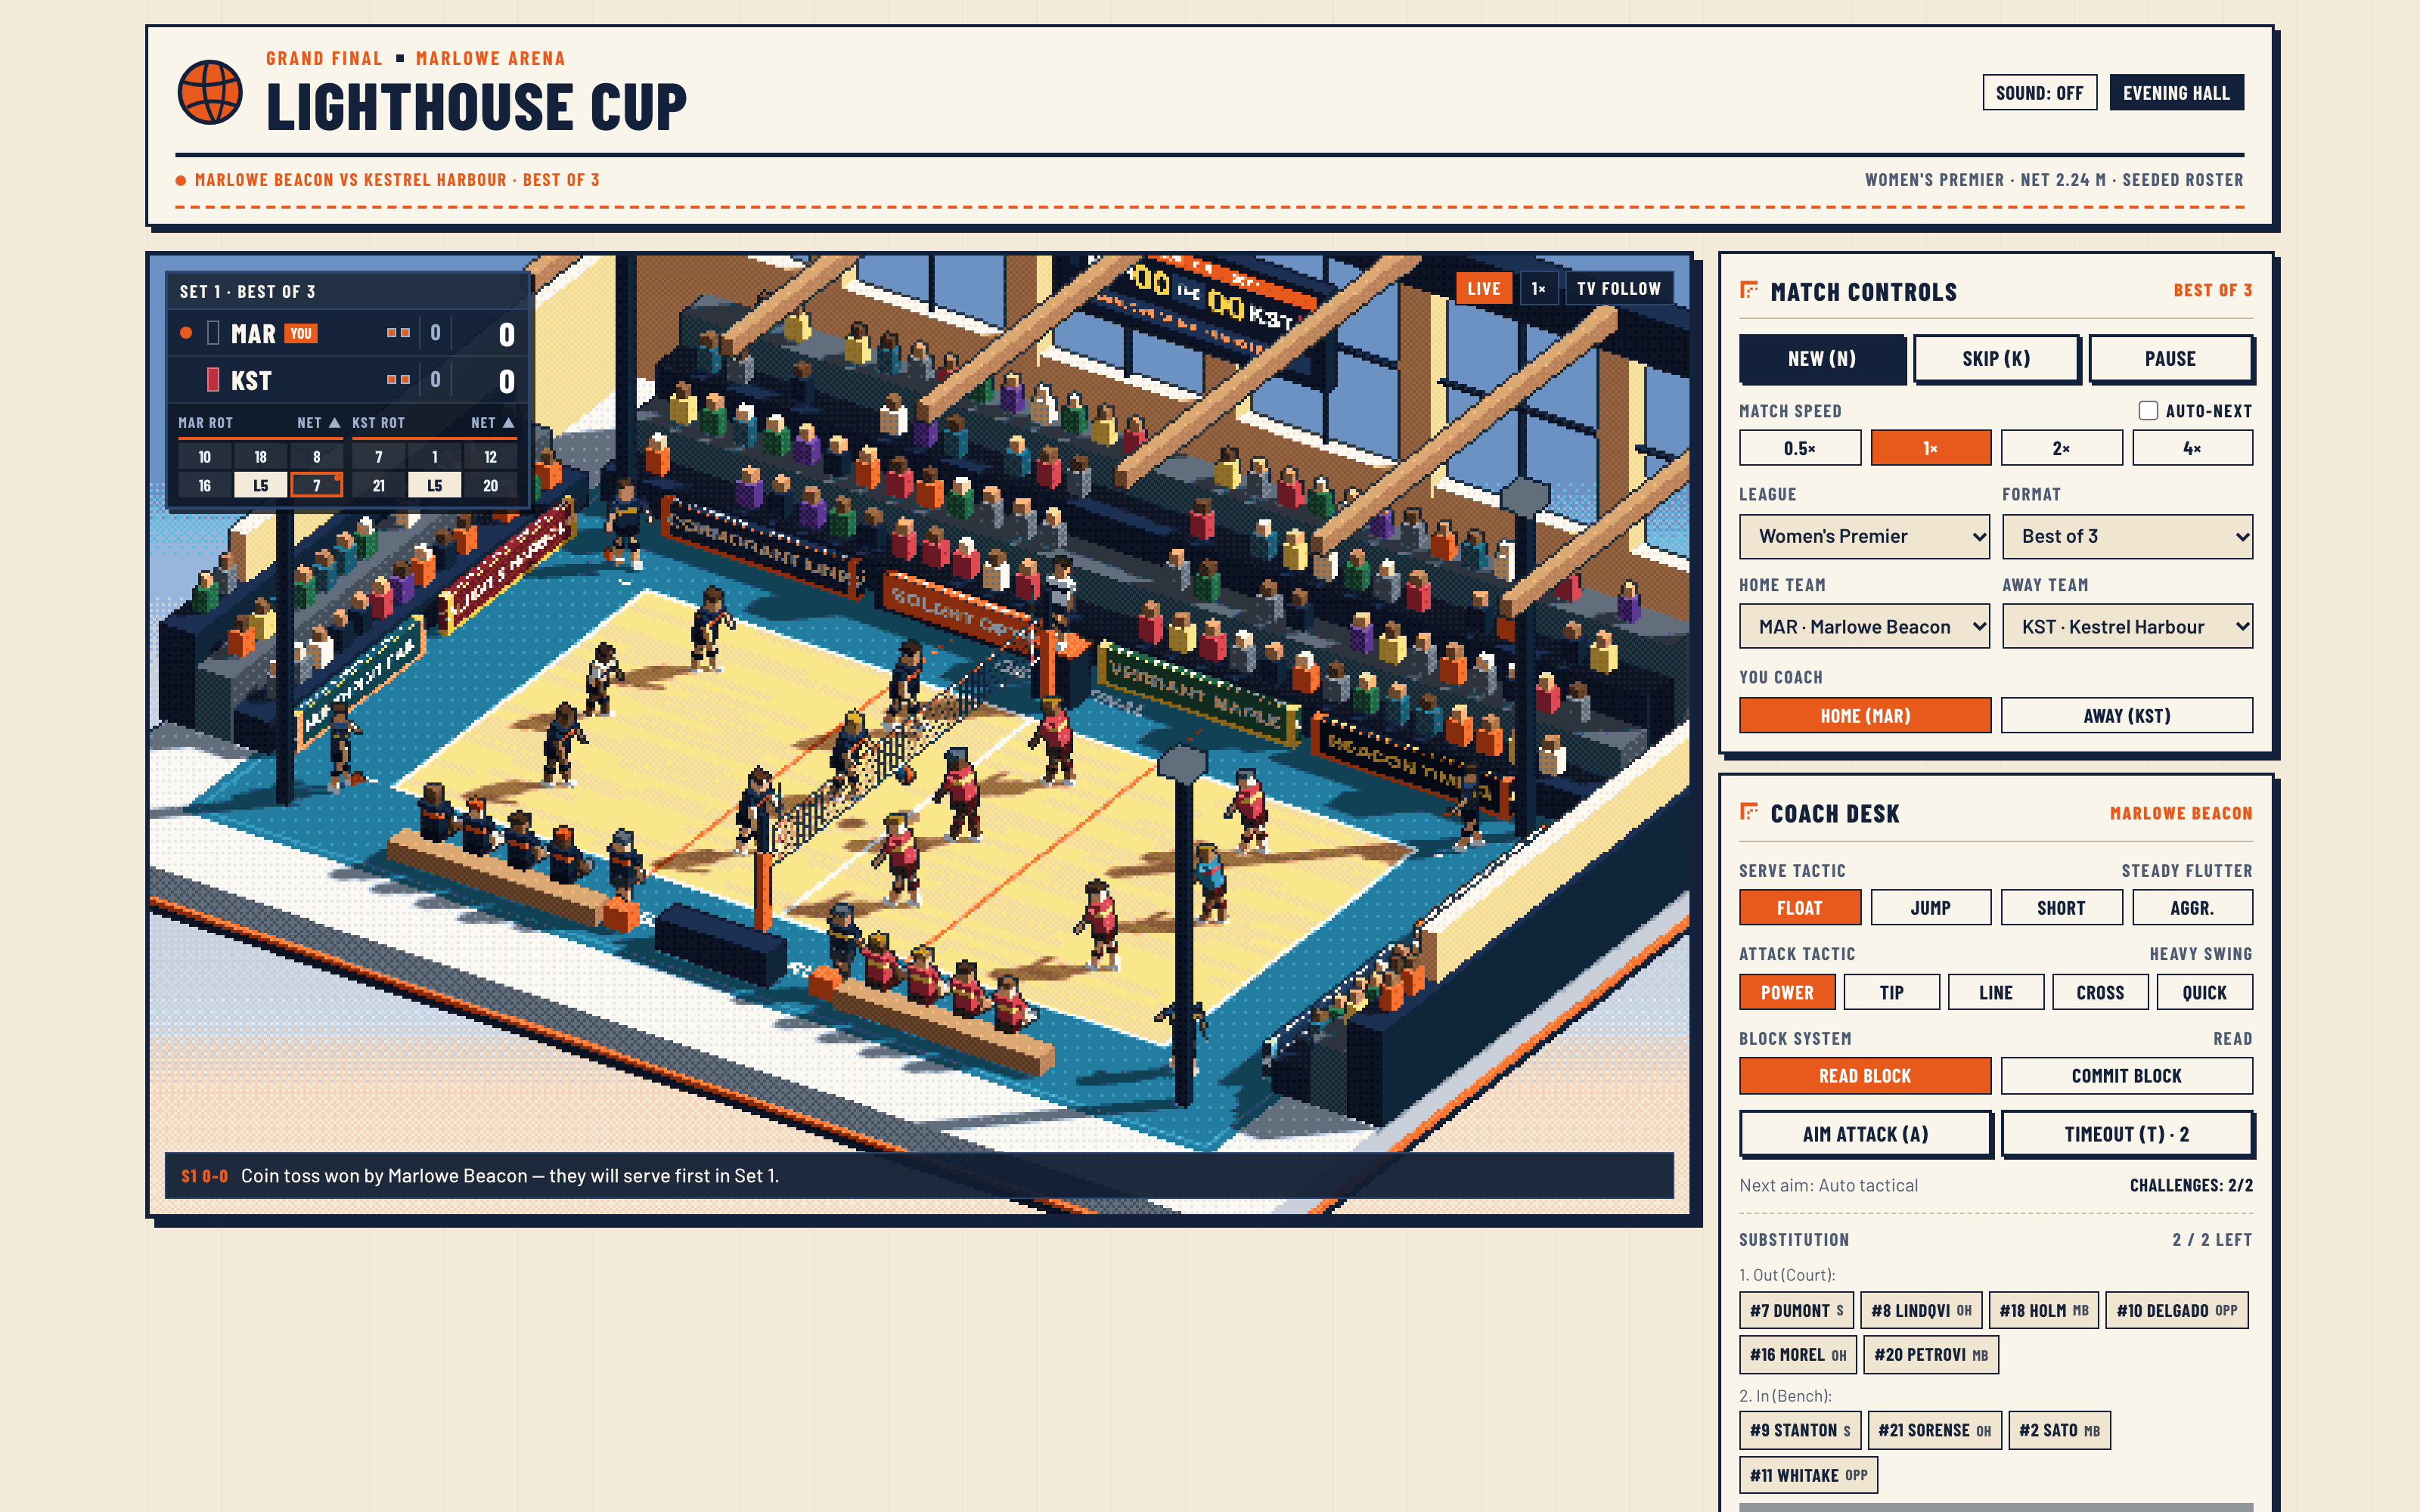 GRAND FINAL ▪ MARLOWE ARENA
LIGHTHOUSE CUP
SOUND: OFF
EVENING HALL
MARLOWE BEACON VS KESTREL HARBOUR · BEST OF 3
WOMEN'S PREMIER · NET 2.24 M · SEEDED ROSTER
SET 1 · BEST OF 3
MAR YOU 0 0
KST 0 0
MAR ROT NET ▲ KST ROT NET ▲
10 18 8 7 1 12
16 L5 7 21 L5 20
LIVE 1× TV FOLLOW
00 00 KST
S1 0-0 Coin toss won by Marlowe Beacon — they will serve first in Set 1.
MATCH CONTROLS
BEST OF 3
NEW (N) SKIP (K) PAUSE
MATCH SPEED AUTO-NEXT
0.5× 1× 2× 4×
LEAGUE FORMAT
Women's Premier Best of 3
HOME TEAM AWAY TEAM
MAR · Marlowe Beacon KST · Kestrel Harbour
YOU COACH
HOME (MAR) AWAY (KST)
COACH DESK
MARLOWE BEACON
SERVE TACTIC STEADY FLUTTER
FLOAT JUMP SHORT AGGR.
ATTACK TACTIC HEAVY SWING
POWER TIP LINE CROSS QUICK
BLOCK SYSTEM READ
READ BLOCK COMMIT BLOCK
AIM ATTACK (A) TIMEOUT (T) · 2
Next aim: Auto tactical CHALLENGES: 2/2
SUBSTITUTION 2 / 2 LEFT
1. Out (Court):
#7 DUMONT S #8 LINDQVI OH #18 HOLM MB #10 DELGADO OPP
#16 MOREL OH #20 PETROVI MB
2. In (Bench):
#9 STANTON S #21 SORENSE OH #2 SATO MB
#11 WHITAKE OPP